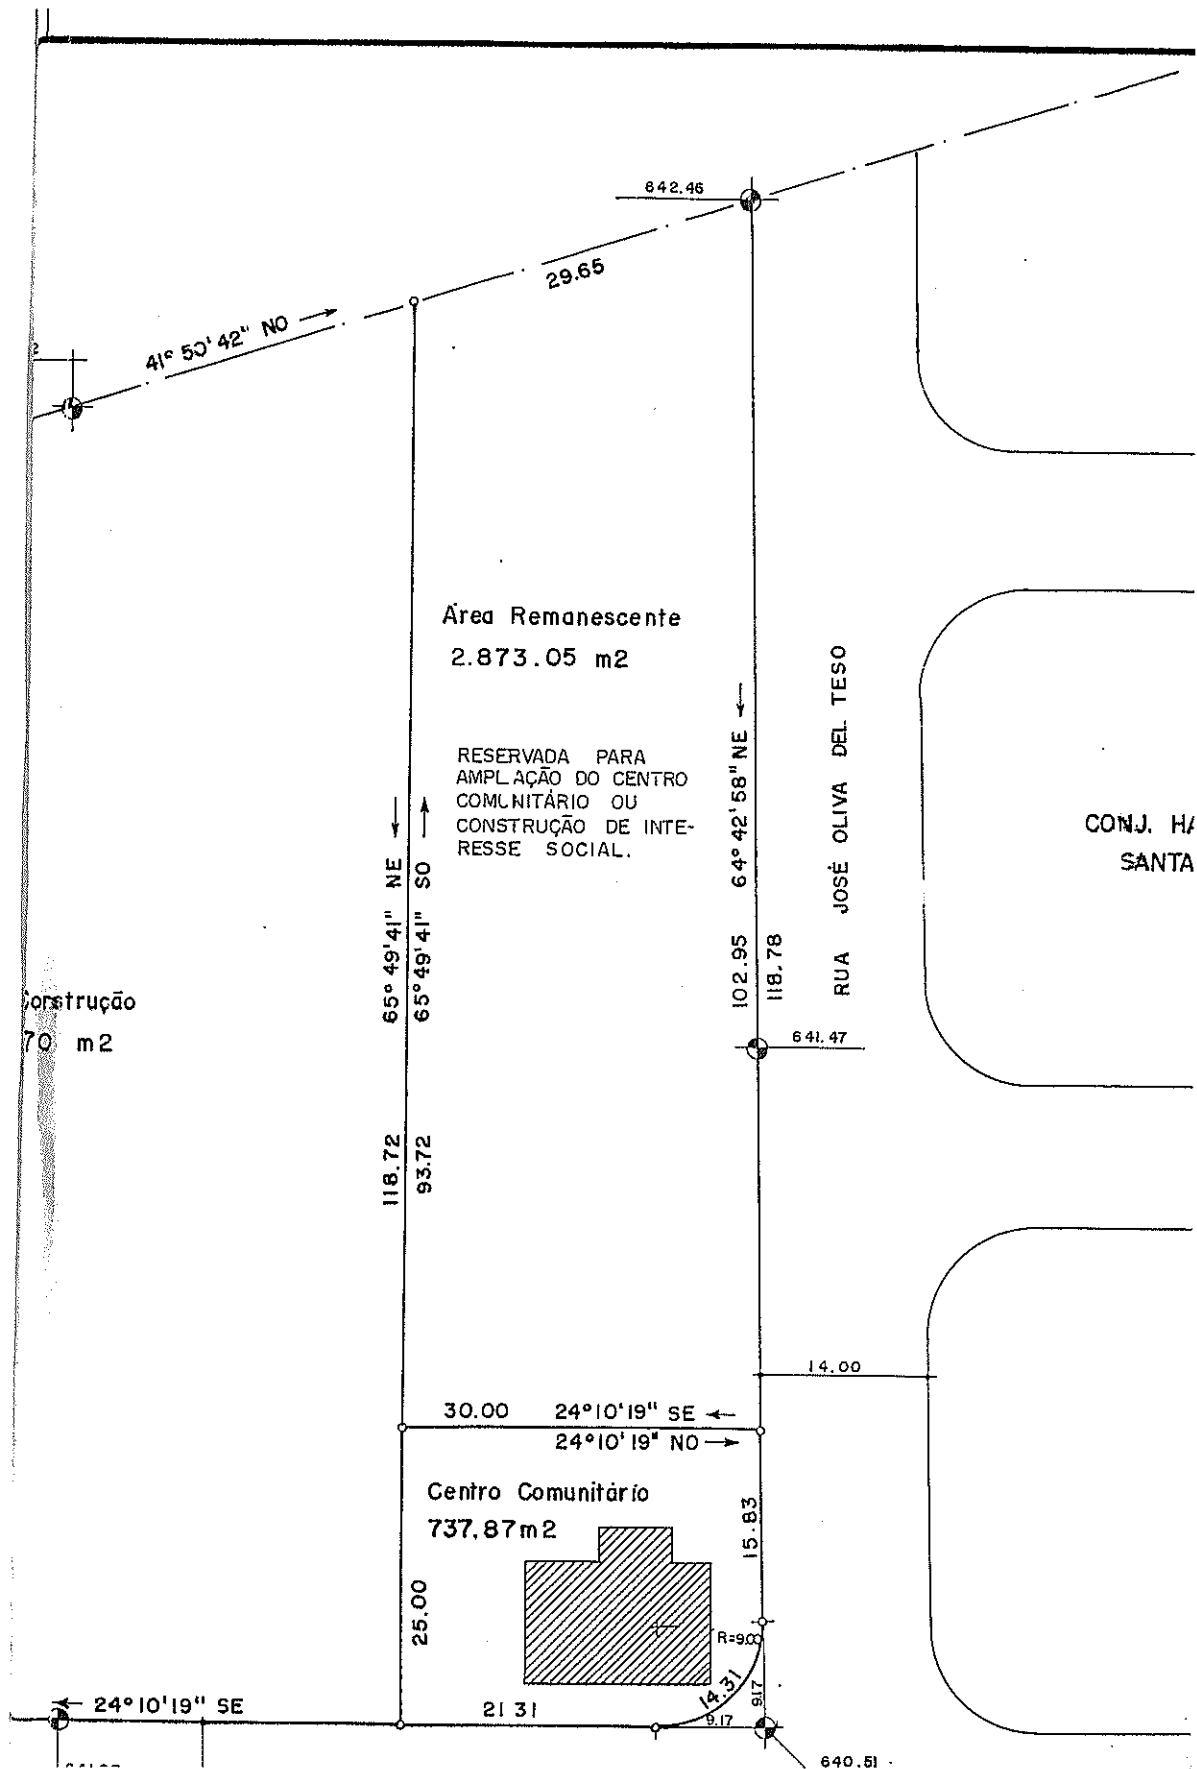 642.46
29.65
41° 50' 42" NO
2
Área Remanescente
2.873.05 m2
RESERVADA PARA
AMPLAÇÃO DO CENTRO
COMUNITÁRIO OU
CONSTRUÇÃO DE INTE-
RESSE SOCIAL.
65° 49' 41" NE
65° 49' 41" SO
64° 42' 58" NE
102.95
118.78
RUA JOSÉ OLIVA DEL TESO
CONJ. HA
SANTA
Construção
70 m2
641.47
118.72
93.72
14.00
30.00 24° 10' 19" SE
24° 10' 19" NO
Centro Comunitário
737.87m2
15.83
25.00
R=9.00
14.31
9.17
9.17
24° 10' 19" SE
21 31
640.51